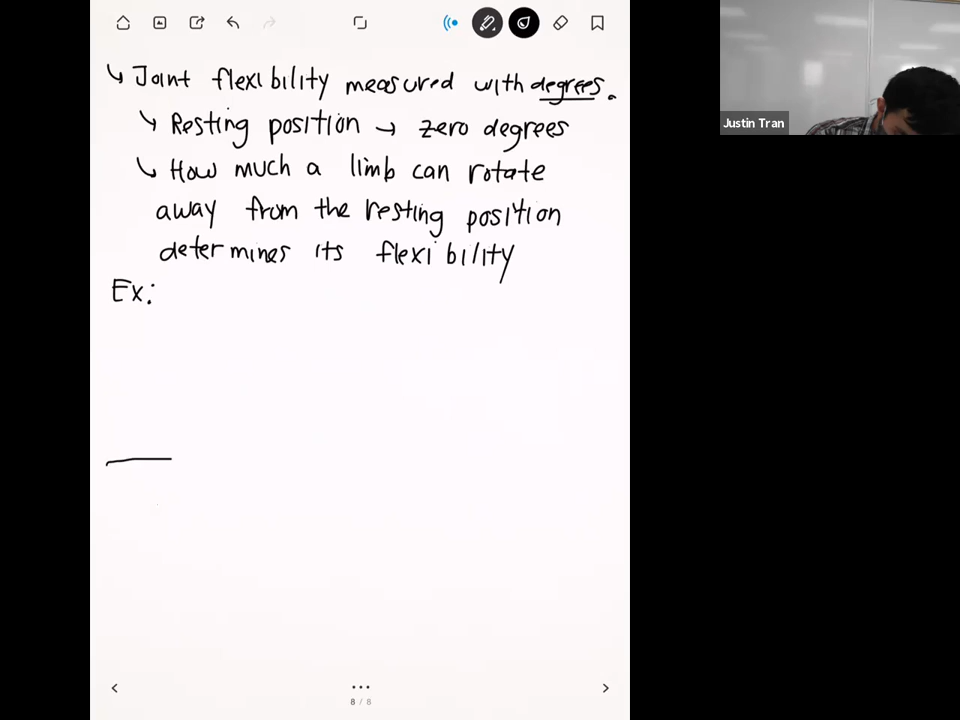 ↳ Joint flexibility measured with degrees.
↳ Resting position → zero degrees
↳ How much a limb can rotate
away from the resting position
determines its flexibility
Ex:
8 / 8
Justin Tran